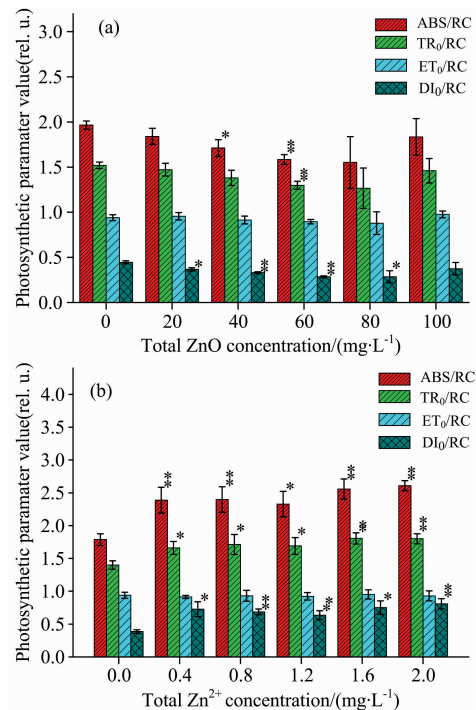 (a)
ABS/RC
TR₀/RC
ET₀/RC
DI₀/RC
Photosynthetic paramater value(rel. u.)
3.0
2.5
2.0
1.5
1.0
0.5
0.0
* ** ** * ** ** *
0 20 40 60 80 100
Total ZnO concentration/(mg·L⁻¹)
(b)
ABS/RC
TR₀/RC
ET₀/RC
DI₀/RC
Photosynthetic paramater value(rel. u.)
4.0
3.5
3.0
2.5
2.0
1.5
1.0
0.5
0.0
** * * ** * ** * * ** ** ** * ** ** **
0.0 0.4 0.8 1.2 1.6 2.0
Total Zn²⁺ concentration/(mg·L⁻¹)